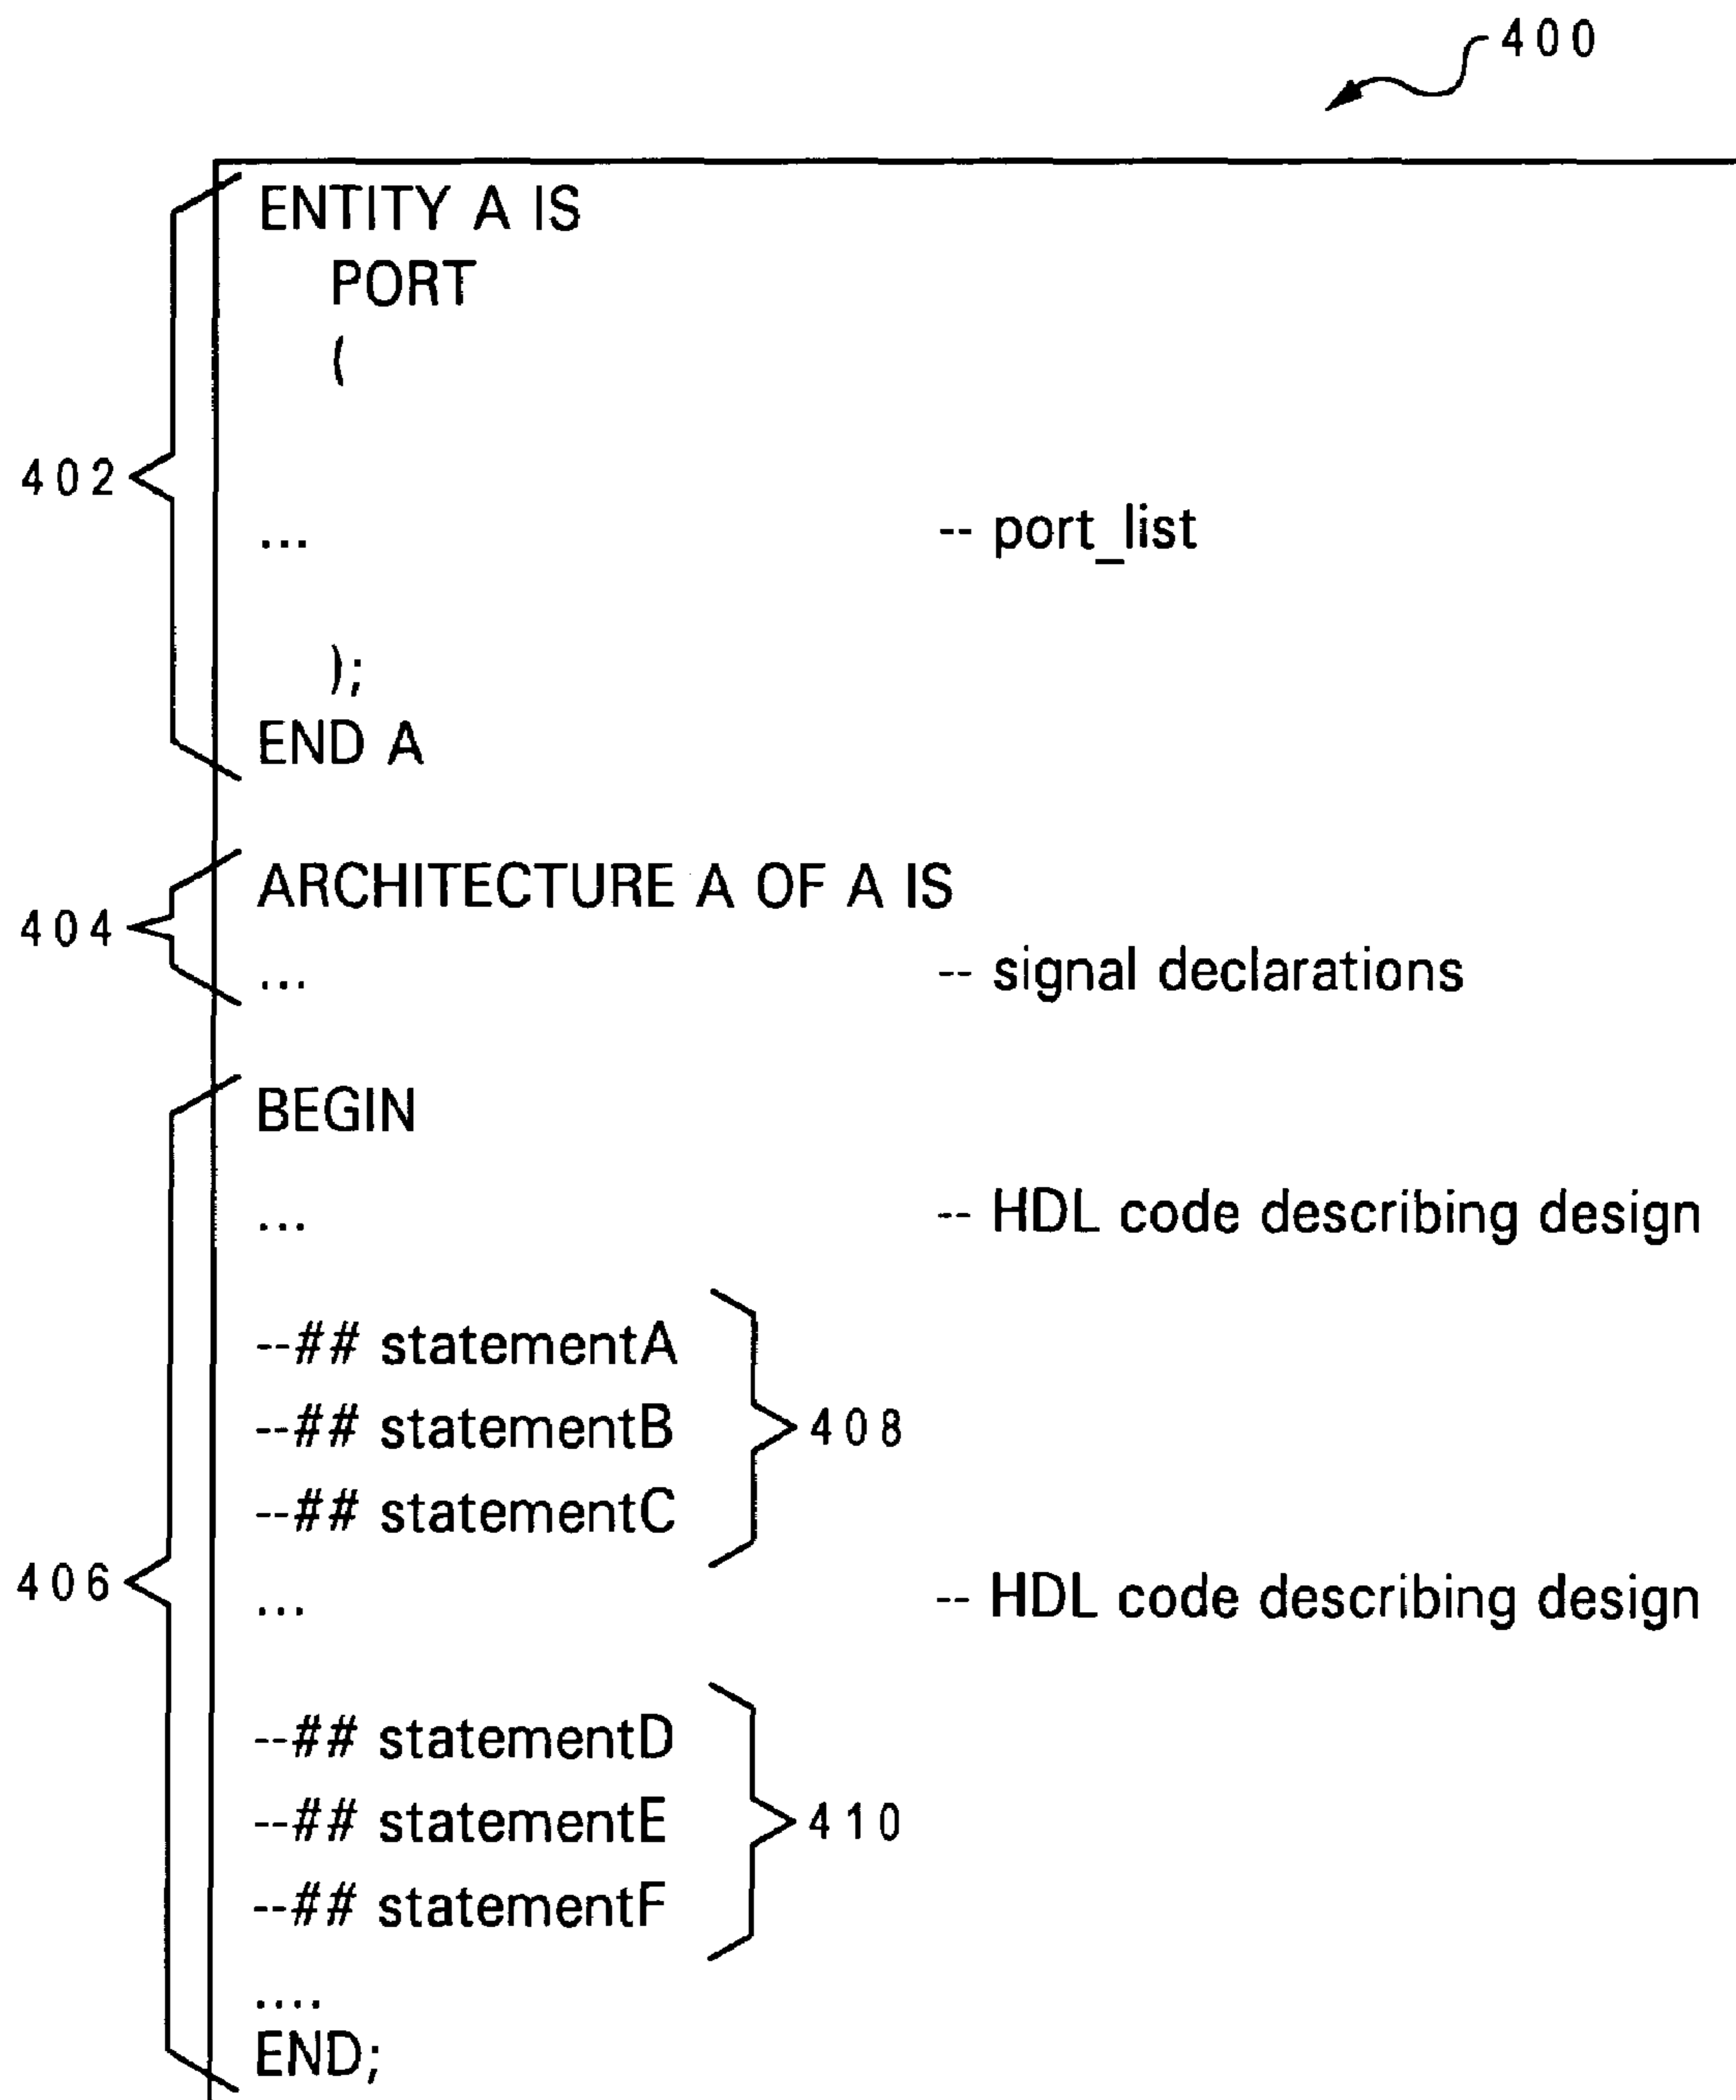 400
ENTITY A IS
PORT
(
402
... -- port_list
);
END A
ARCHITECTURE A OF A IS
404
... -- signal declarations
BEGIN
... -- HDL code describing design
--## statementA
--## statementB 408
--## statementC
406
... -- HDL code describing design
--## statementD
--## statementE 410
--## statementF
....
END;